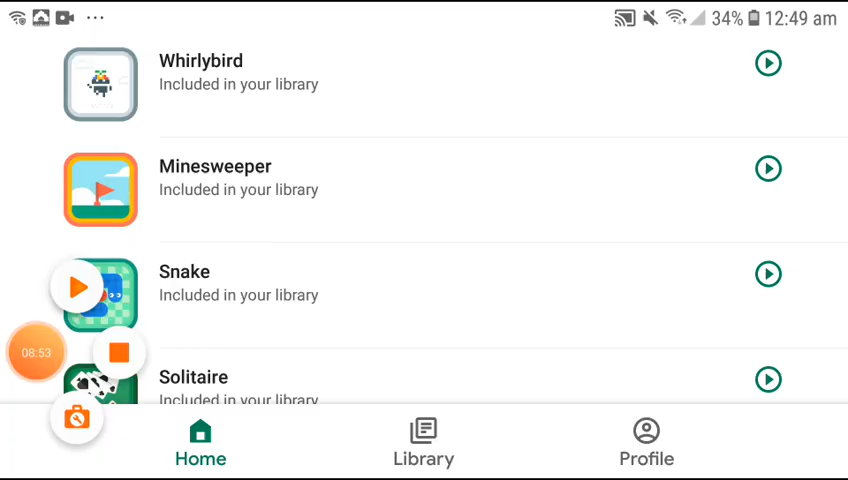 34% 12:49 am
Whirlybird
Included in your library
Minesweeper
Included in your library
Snake
Included in your library
08:53
Solitaire
Included in your library
Home Library Profile